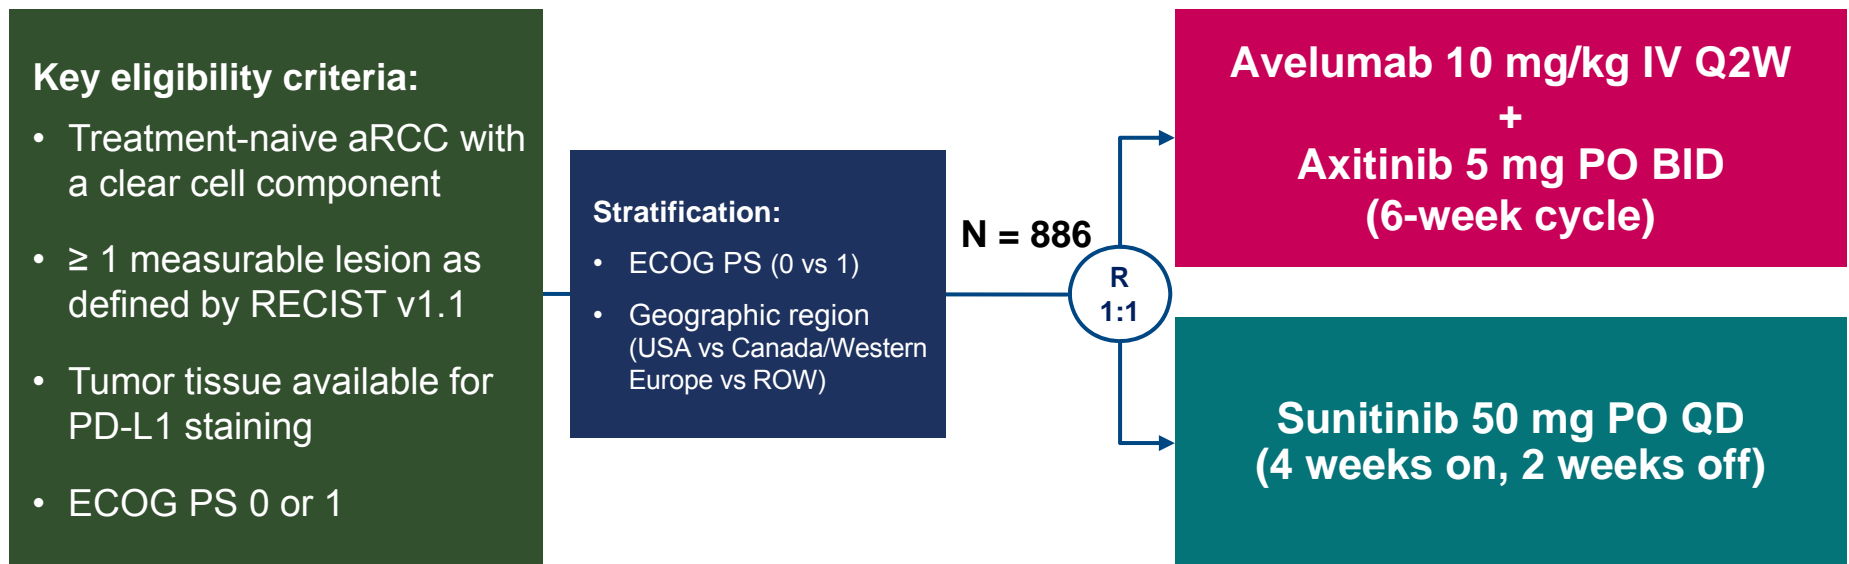 Key eligibility criteria:
• Treatment-naive aRCC with
a clear cell component
• ≥ 1 measurable lesion as
defined by RECIST v1.1
• Tumor tissue available for
PD-L1 staining
• ECOG PS 0 or 1
Stratification:
• ECOG PS (0 vs 1)
• Geographic region
(USA vs Canada/Western
Europe vs ROW)
N = 886
R
1:1
Avelumab 10 mg/kg IV Q2W
+
Axitinib 5 mg PO BID
(6-week cycle)
Sunitinib 50 mg PO QD
(4 weeks on, 2 weeks off)